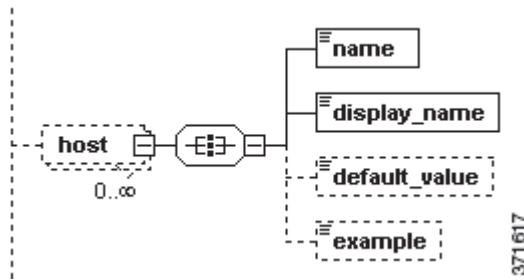 name
display_name
host
0..∞
default_value
example
371617